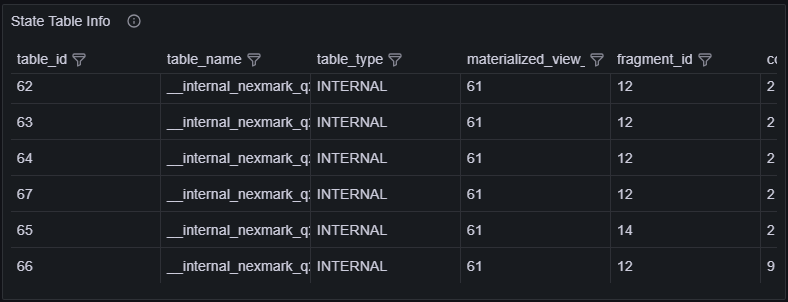 State Table Info
table_id table_name table_type materialized_view_ fragment_id co
62 __internal_nexmark_q INTERNAL 61 12 2
63 __internal_nexmark_q INTERNAL 61 12 2
64 __internal_nexmark_q INTERNAL 61 12 2
67 __internal_nexmark_q INTERNAL 61 12 2
65 __internal_nexmark_q INTERNAL 61 14 2
66 __internal_nexmark_q INTERNAL 61 12 9